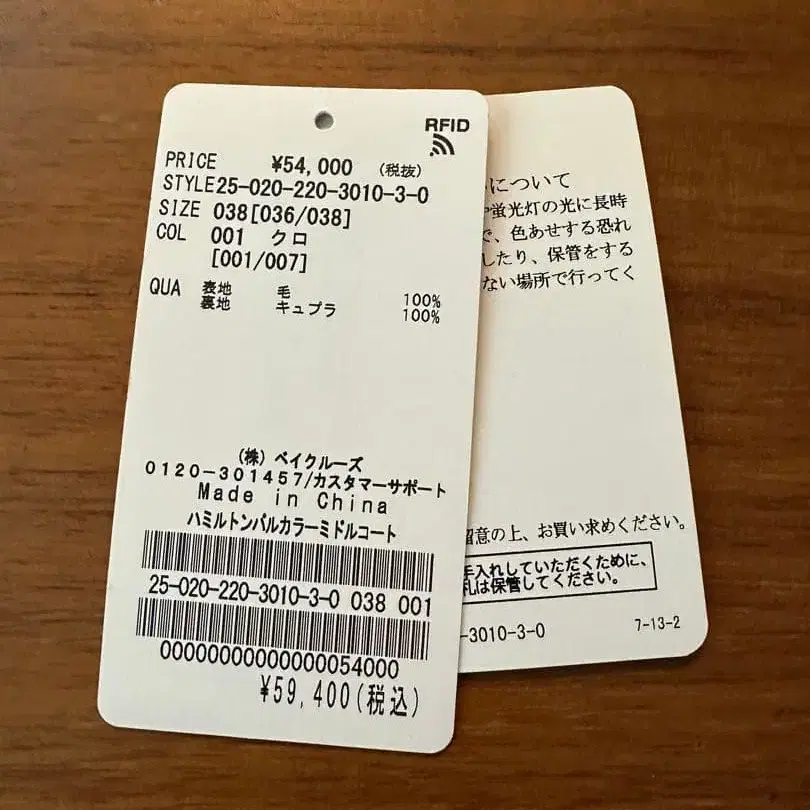 RFID
PRICE ¥54,000 (税抜)
STYLE25-020-220-3010-3-0
SIZE 038[036/038]
COL 001 クロ
[001/007]
QUA 表地 毛 100%
裏地 キュプラ 100%
(株)ベイクルーズ
0120-301457/カスタマーサポート
Made in China
ハミルトンバルカラーミドルコート
25-020-220-3010-3-0 038 001
0000000000000054000
¥59,400(税込)
について
蛍光灯の光に長時
で、色あせする恐れ
したり、保管をする
ない場所で行ってく
留意の上、お買い求めください。
手入れしていただくために、
札は保管してください。
-3010-3-0 7-13-2